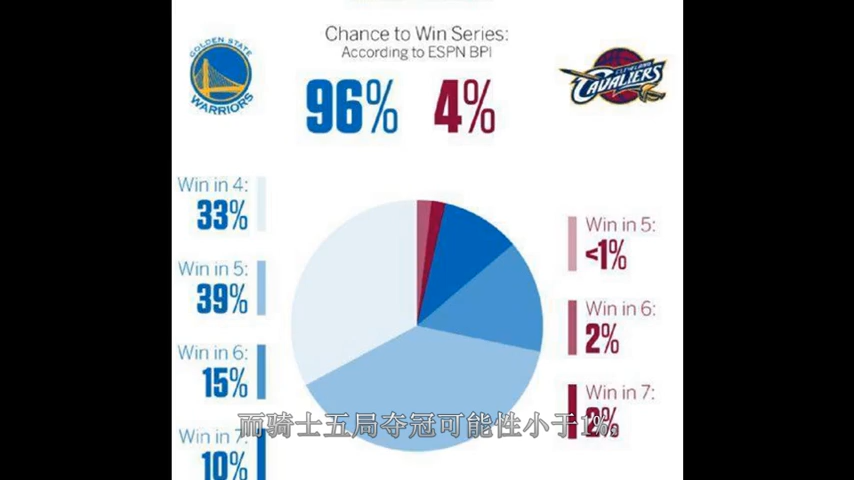 Chance to Win Series:
According to ESPN BPI
GOLDEN STATE
WARRIORS
96%
4%
CLEVELAND
CAVALIERS
Win in 4:
33%
Win in 5:
39%
Win in 6:
15%
Win in 7:
10%
Win in 5:
<1%
Win in 6:
2%
Win in 7:
2%
而骑士五局夺冠可能性小于1%。